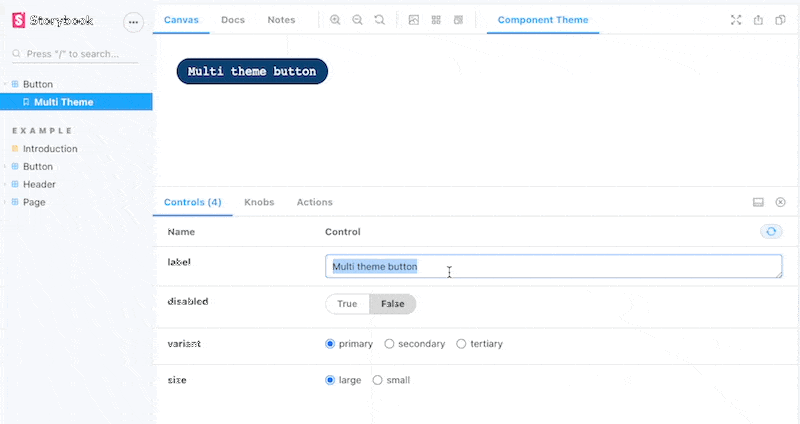 Storybook
Canvas Docs Notes Component Theme
Press "/" to search...
Multi theme button
Button
Multi Theme
EXAMPLE
Introduction
Button
Header
Page
Controls (4) Knobs Actions
Name Control
label Multi theme button
disabled True False
variant primary secondary tertiary
size large small